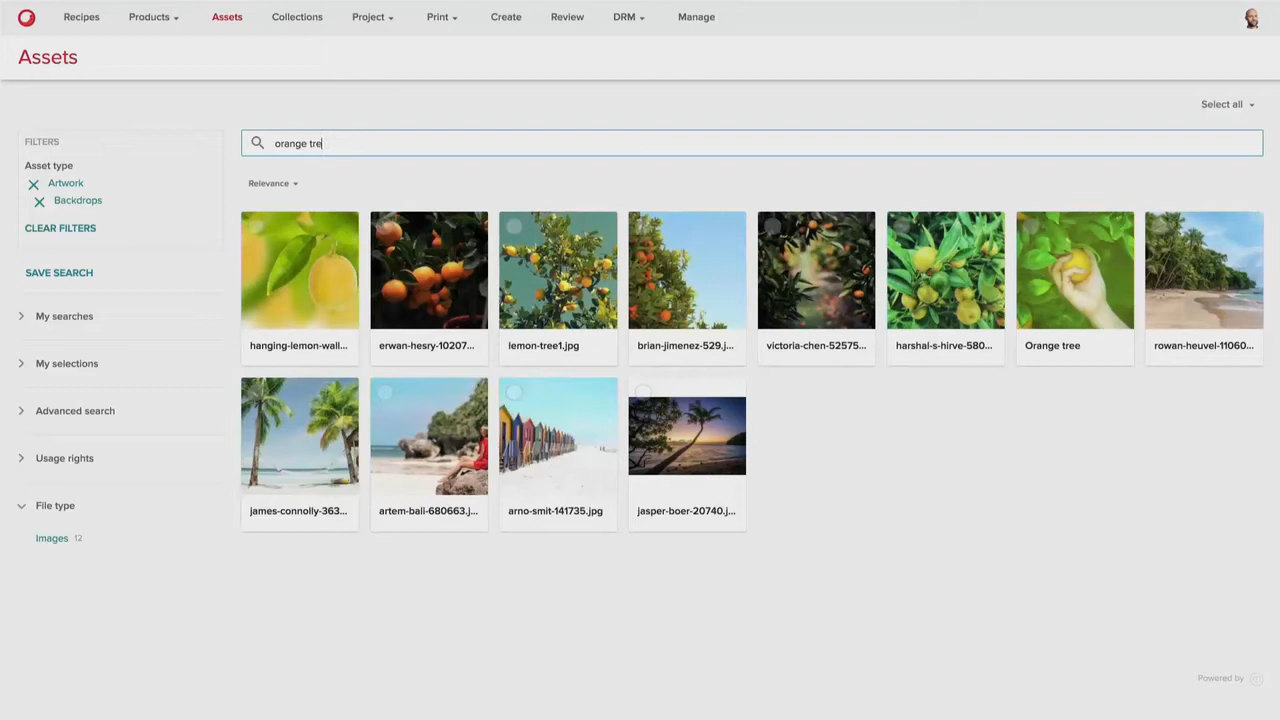 Recipes Products Assets Collections Project Print Create Review DRM Manage
Assets
Select all
FILTERS
orange tre
Asset type
Artwork
Backdrops
Relevance
CLEAR FILTERS
SAVE SEARCH
My searches
hanging-lemon-wall... erwan-hesry-10207... lemon-tree1.jpg brian-jimenez-529.j... victoria-chen-52575... harshal-s-hirve-580... Orange tree rowan-heuvel-11060...
My selections
Advanced search
Usage rights
File type
james-connolly-363... artem-bali-680663.j... arno-smit-141735.jpg jasper-boer-20740.j...
Images 12
Powered by